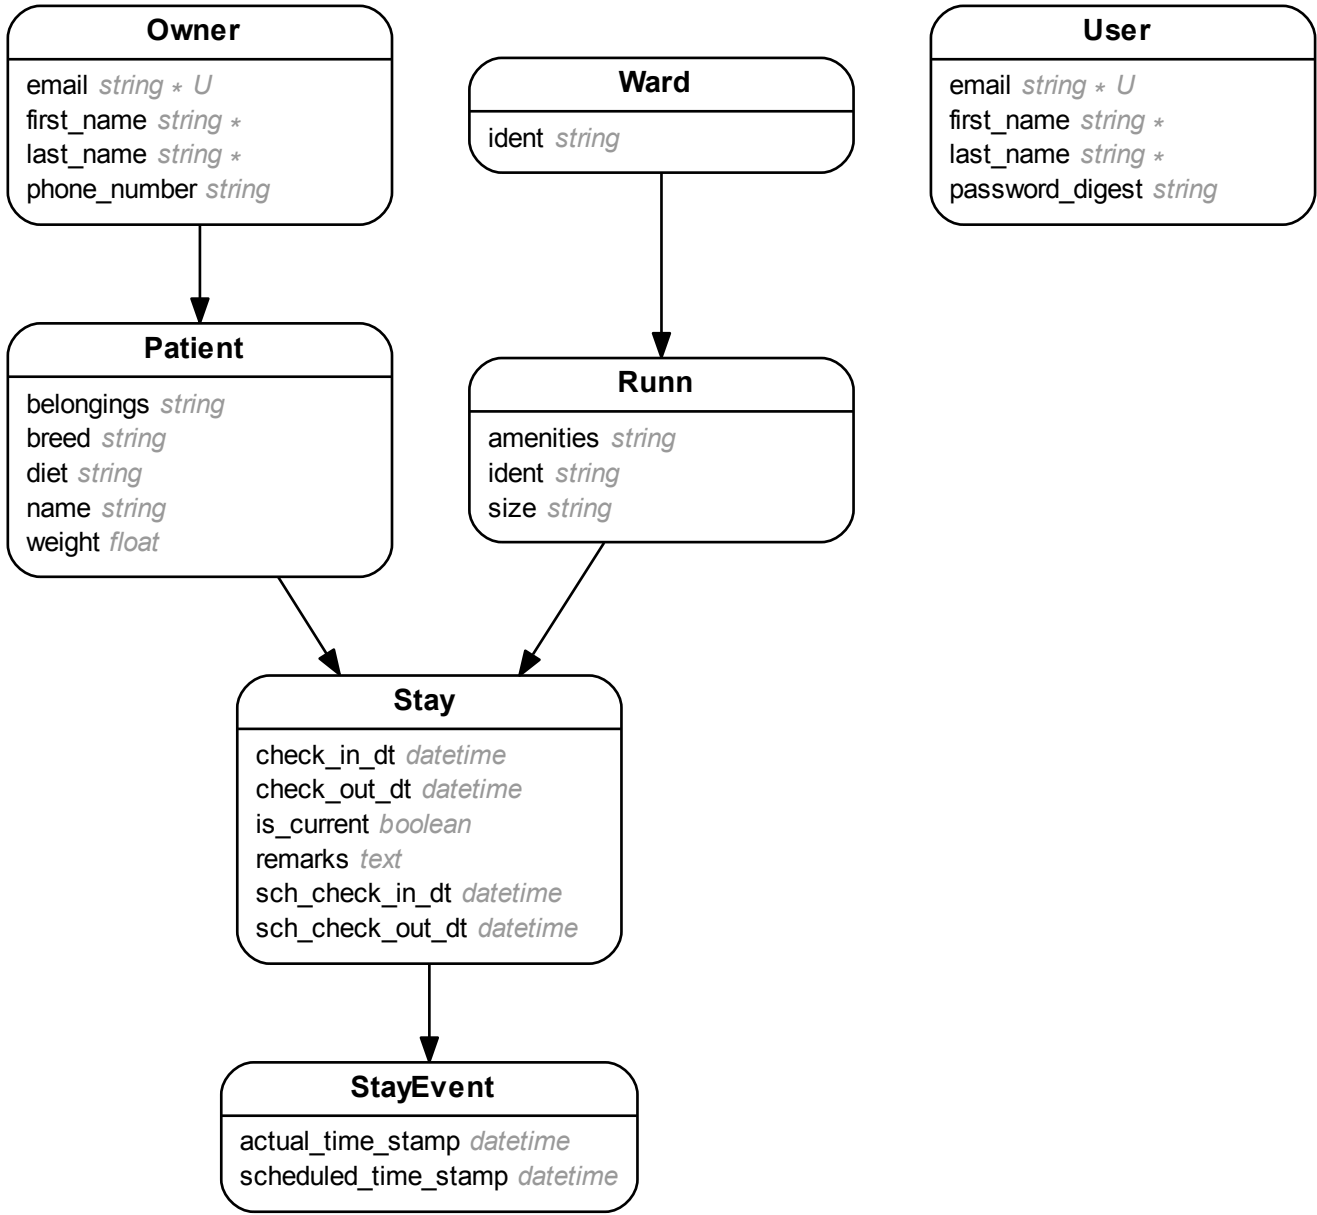 Owner
email string * U
first_name string *
last_name string *
phone_number string
Ward
ident string
User
email string * U
first_name string *
last_name string *
password_digest string
Patient
belongings string
breed string
diet string
name string
weight float
Runn
amenities string
ident string
size string
Stay
check_in_dt datetime
check_out_dt datetime
is_current boolean
remarks text
sch_check_in_dt datetime
sch_check_out_dt datetime
StayEvent
actual_time_stamp datetime
scheduled_time_stamp datetime